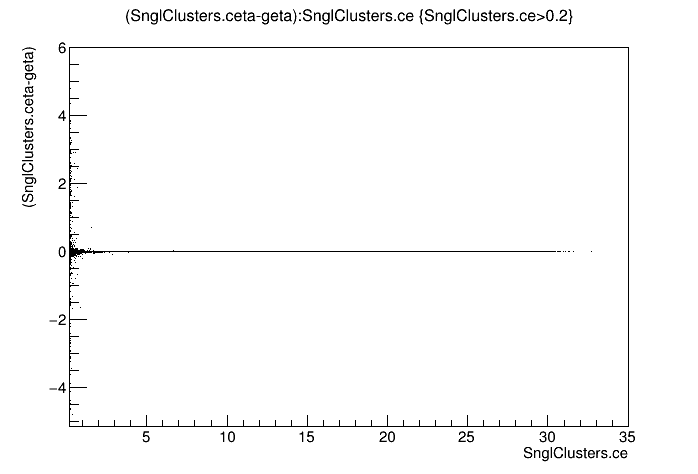 (SnglClusters.ceta-geta):SnglClusters.ce {SnglClusters.ce>0.2}
(SnglClusters.ceta-geta)
6
4
2
0
−2
−4
5 10 15 20 25 30 35
SnglClusters.ce